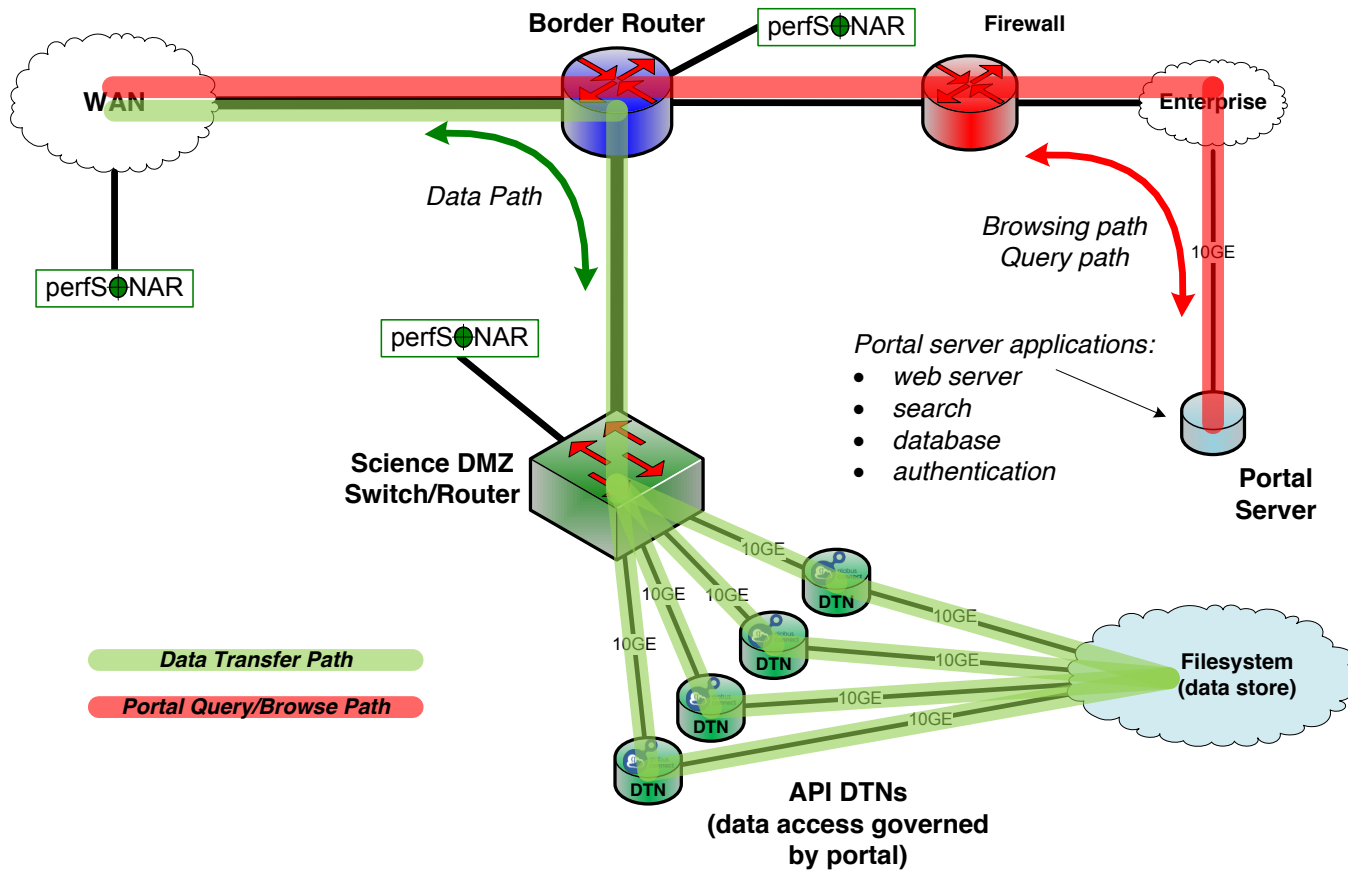 Border Router
perfSONAR
Firewall
WAN
Enterprise
Data Path
Browsing path
Query path
10GE
perfSONAR
perfSONAR
Portal server applications:
• web server
• search
• database
• authentication
Science DMZ
Switch/Router
Portal
Server
10GE
10GE
10GE
10GE
DTN
10GE
DTN
10GE
DTN
10GE
DTN
10GE
Filesystem
(data store)
Data Transfer Path
Portal Query/Browse Path
API DTNs
(data access governed
by portal)